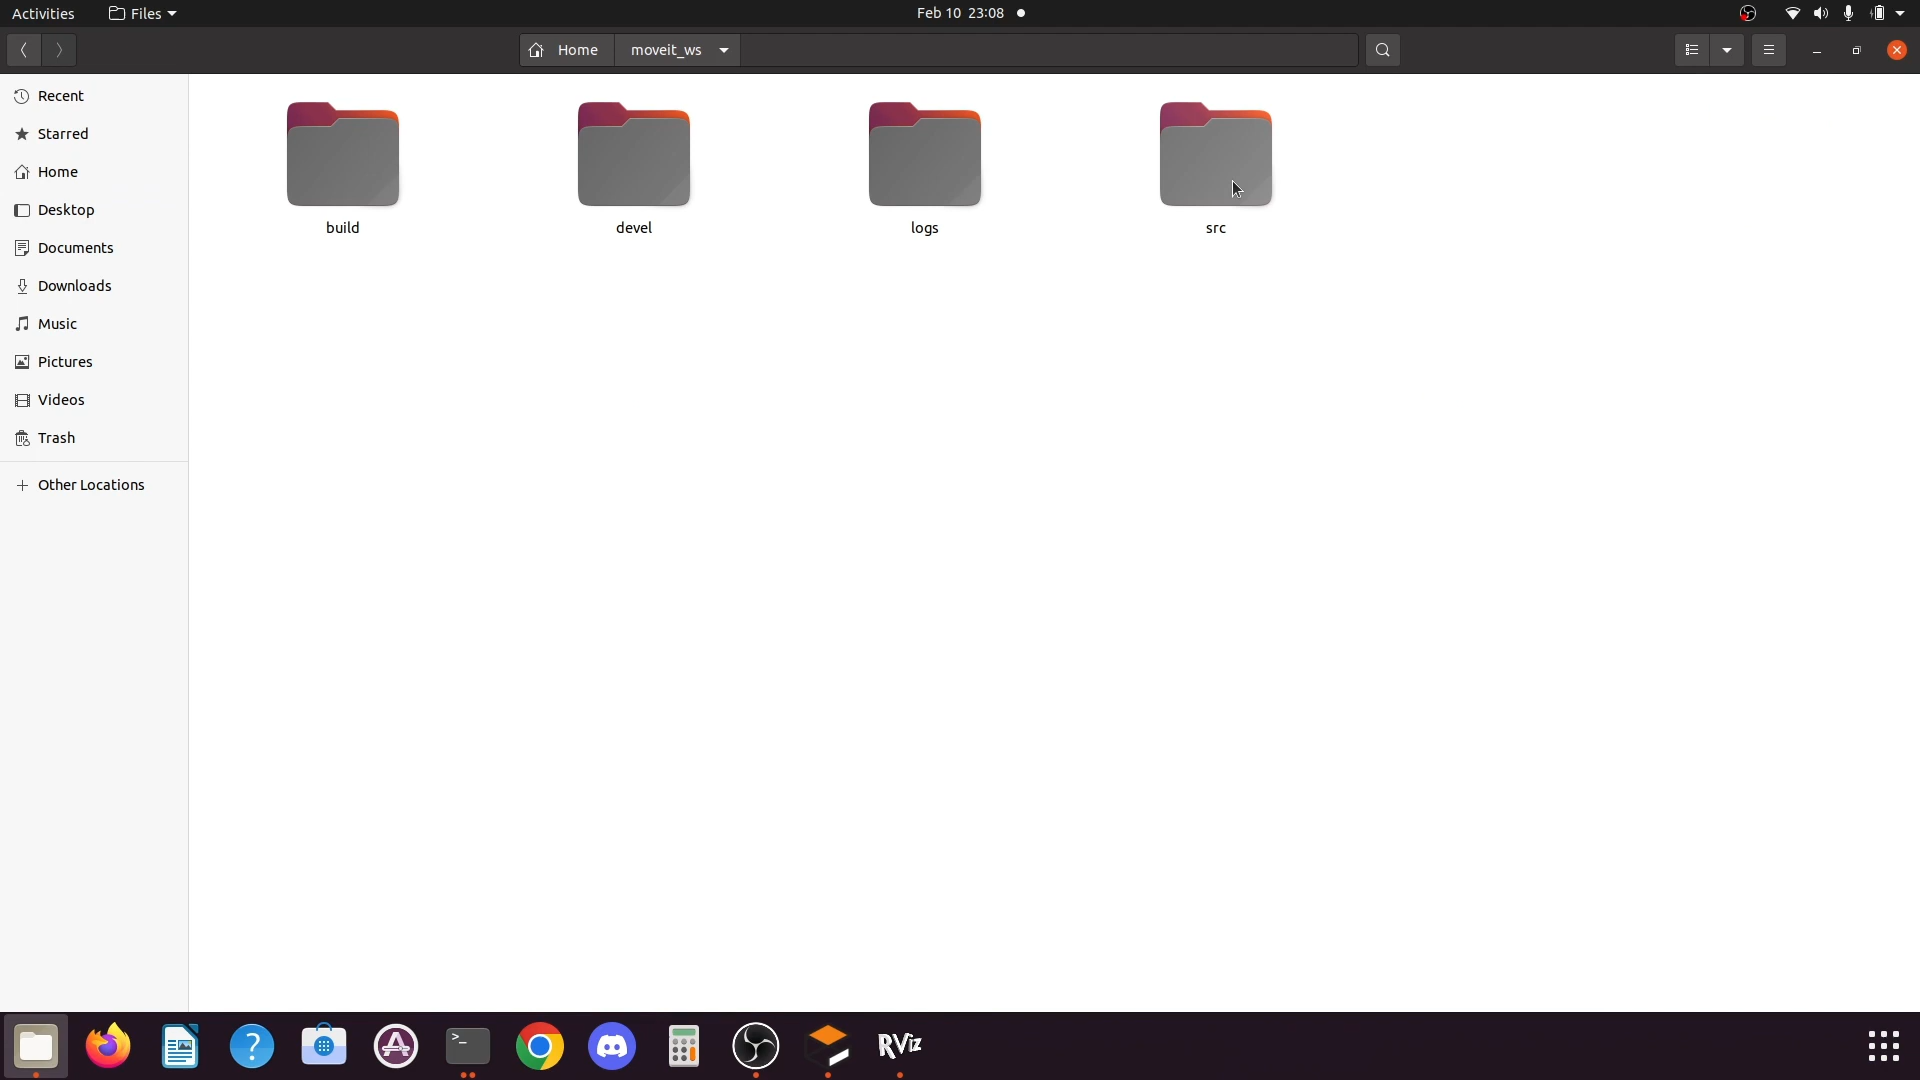 Activities Files Feb 10 23:08
Home moveit_ws
Recent
Starred
Home
Desktop
Documents
Downloads
Music
Pictures
Videos
Trash
Other Locations
build devel logs src
>_ RViz